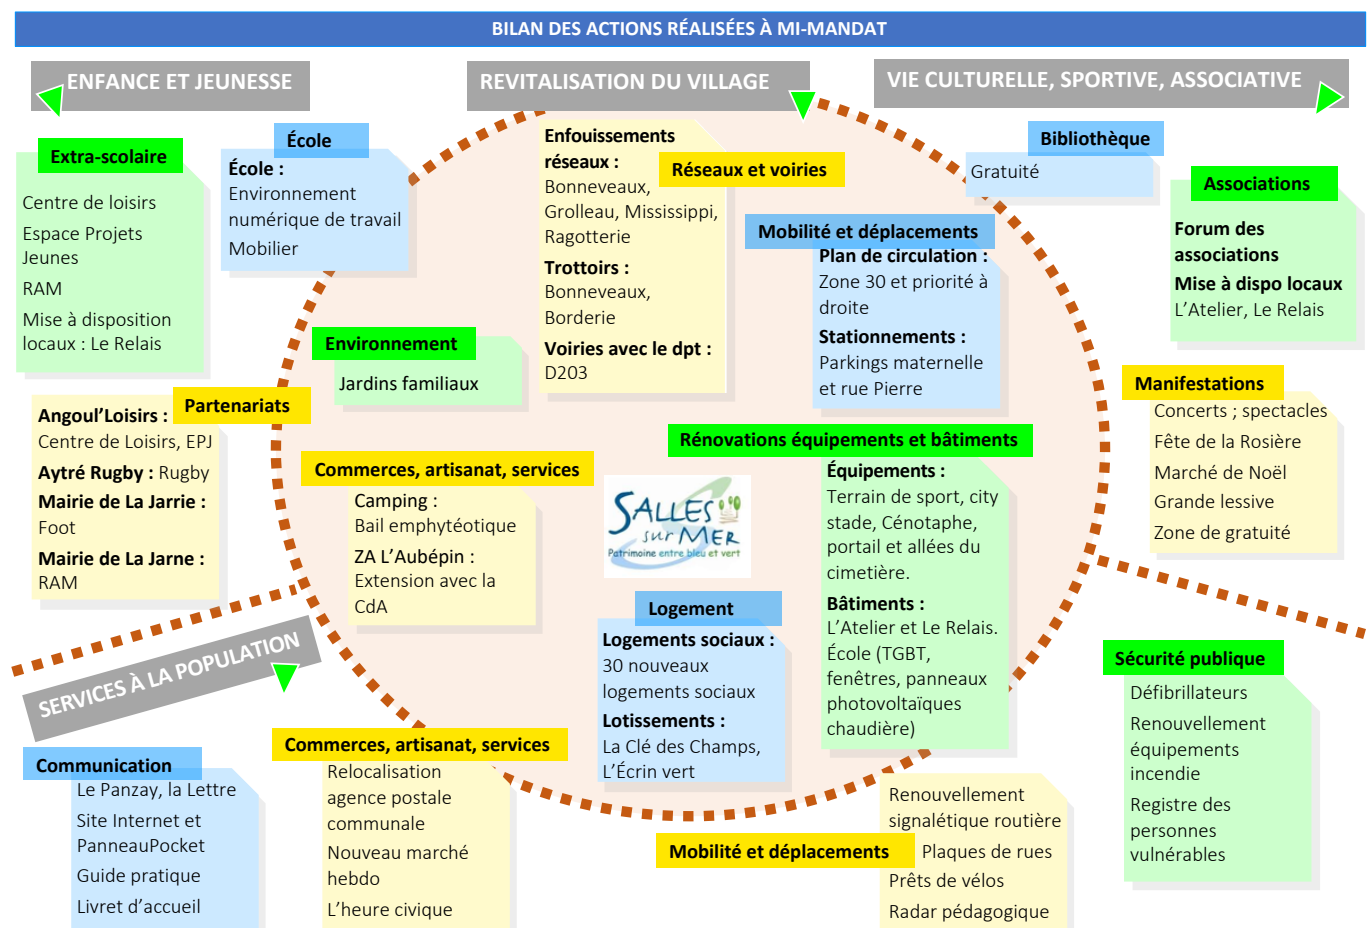 BILAN DES ACTIONS RÉALISÉES À MI-MANDAT
ENFANCE ET JEUNESSE
REVITALISATION DU VILLAGE
VIE CULTURELLE, SPORTIVE, ASSOCIATIVE
Extra-scolaire
Centre de loisirs
Espace Projets
Jeunes
RAM
Mise à disposition
locaux : Le Relais
École
École :
Environnement
numérique de travail
Mobilier
Partenariats
Angoul’Loisirs :
Centre de Loisirs, EPJ
Aytré Rugby : Rugby
Mairie de La Jarrie :
Foot
Mairie de La Jarne :
RAM
Réseaux et voiries
Enfouissements
réseaux :
Bonneveaux,
Grolleau, Mississippi,
Ragotterie
Trottoirs :
Bonneveaux,
Borderie
Voiries avec le dpt :
D203
Mobilité et déplacements
Plan de circulation :
Zone 30 et priorité à
droite
Stationnements :
Parkings maternelle
et rue Pierre
Environnement
Jardins familiaux
Commerces, artisanat, services
Camping :
Bail emphytéotique
ZA L’Aubépin :
Extension avec la
CdA
SALLES
sur MER
Patrimoine entre bleu et vert
Rénovations équipements et bâtiments
Équipements :
Terrain de sport, city
stade, Cénotaphe,
portail et allées du
cimetière.
Bâtiments :
L’Atelier et Le Relais.
École (TGBT,
fenêtres, panneaux
photovoltaïques
chaudière)
Logement
Logements sociaux :
30 nouveaux
logements sociaux
Lotissements :
La Clé des Champs,
L’Écrin vert
Bibliothèque
Gratuité
Associations
Forum des
associations
Mise à dispo locaux
L’Atelier, Le Relais
Manifestations
Concerts ; spectacles
Fête de la Rosière
Marché de Noël
Grande lessive
Zone de gratuité
SERVICES À LA POPULATION
Communication
Le Panzay, la Lettre
Site Internet et
PanneauPocket
Guide pratique
Livret d’accueil
Commerces, artisanat, services
Relocalisation
agence postale
communale
Nouveau marché
hebdo
L’heure civique
Mobilité et déplacements
Renouvellement
signalétique routière
Plaques de rues
Prêts de vélos
Radar pédagogique
Sécurité publique
Défibrillateurs
Renouvellement
équipements
incendie
Registre des
personnes
vulnérables